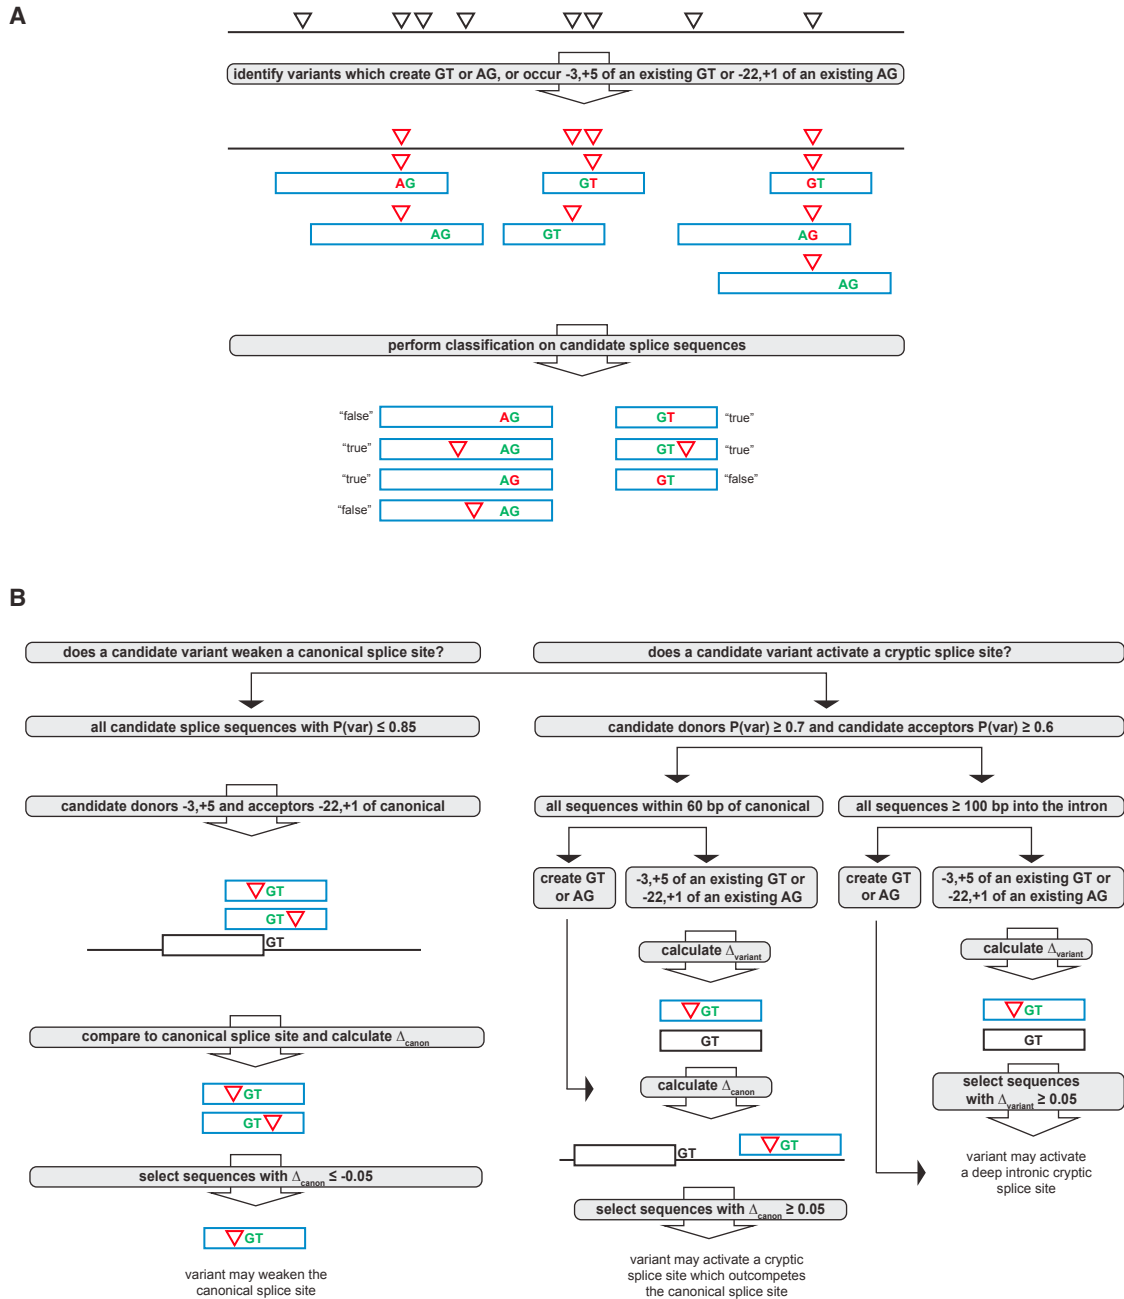 A
identify variants which create GT or AG, or occur -3,+5 of an existing GT or -22,+1 of an existing AG
AG
GT
GT
AG
GT
AG
AG
perform classification on candidate splice sequences
“false”
AG
GT
“true”
“true”
AG
GT
“true”
“true”
AG
GT
“false”
“false”
AG
B
does a candidate variant weaken a canonical splice site?
does a candidate variant activate a cryptic splice site?
all candidate splice sequences with P(var) ≤ 0.85
candidate donors P(var) ≥ 0.7 and candidate acceptors P(var) ≥ 0.6
candidate donors -3,+5 and acceptors -22,+1 of canonical
all sequences within 60 bp of canonical
all sequences ≥ 100 bp into the intron
create GT
or AG
-3,+5 of an existing GT or
-22,+1 of an existing AG
create GT
or AG
-3,+5 of an existing GT or
-22,+1 of an existing AG
GT
GT
GT
calculate Δvariant
calculate Δvariant
GT
GT
GT
GT
compare to canonical splice site and calculate Δcanon
GT
GT
calculate Δcanon
select sequences
with Δvariant ≥ 0.05
GT
GT
select sequences with Δcanon ≤ -0.05
variant may activate
a deep intronic cryptic
splice site
select sequences with Δcanon ≥ 0.05
GT
variant may weaken the
canonical splice site
variant may activate a cryptic
splice site which outcompetes
the canonical splice site